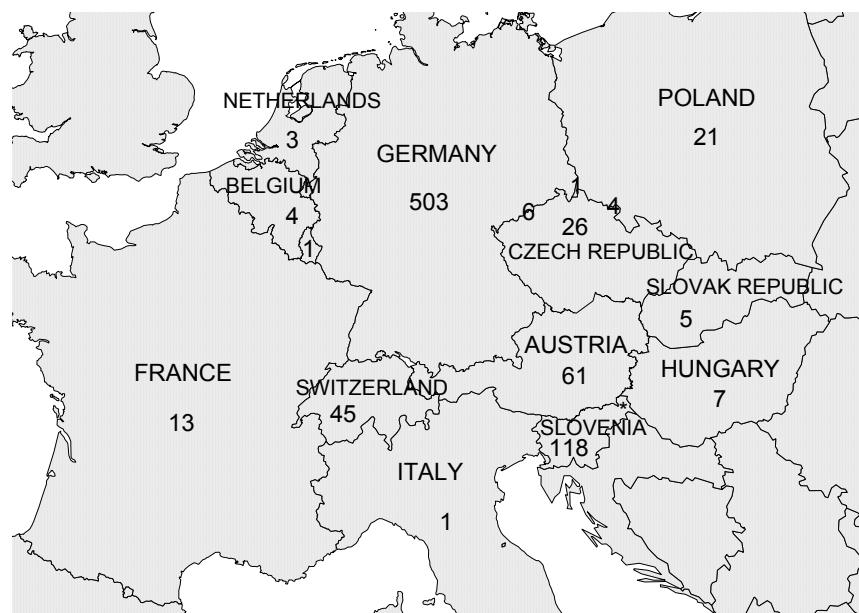 NETHERLANDS
3
POLAND
21
GERMANY
503
BELGIUM
4
1
1
6
4
26
CZECH REPUBLIC
SLOVAK REPUBLIC
5
AUSTRIA
61
HUNGARY
7
FRANCE
13
SWITZERLAND
45
*
SLOVENIA
118
ITALY
1